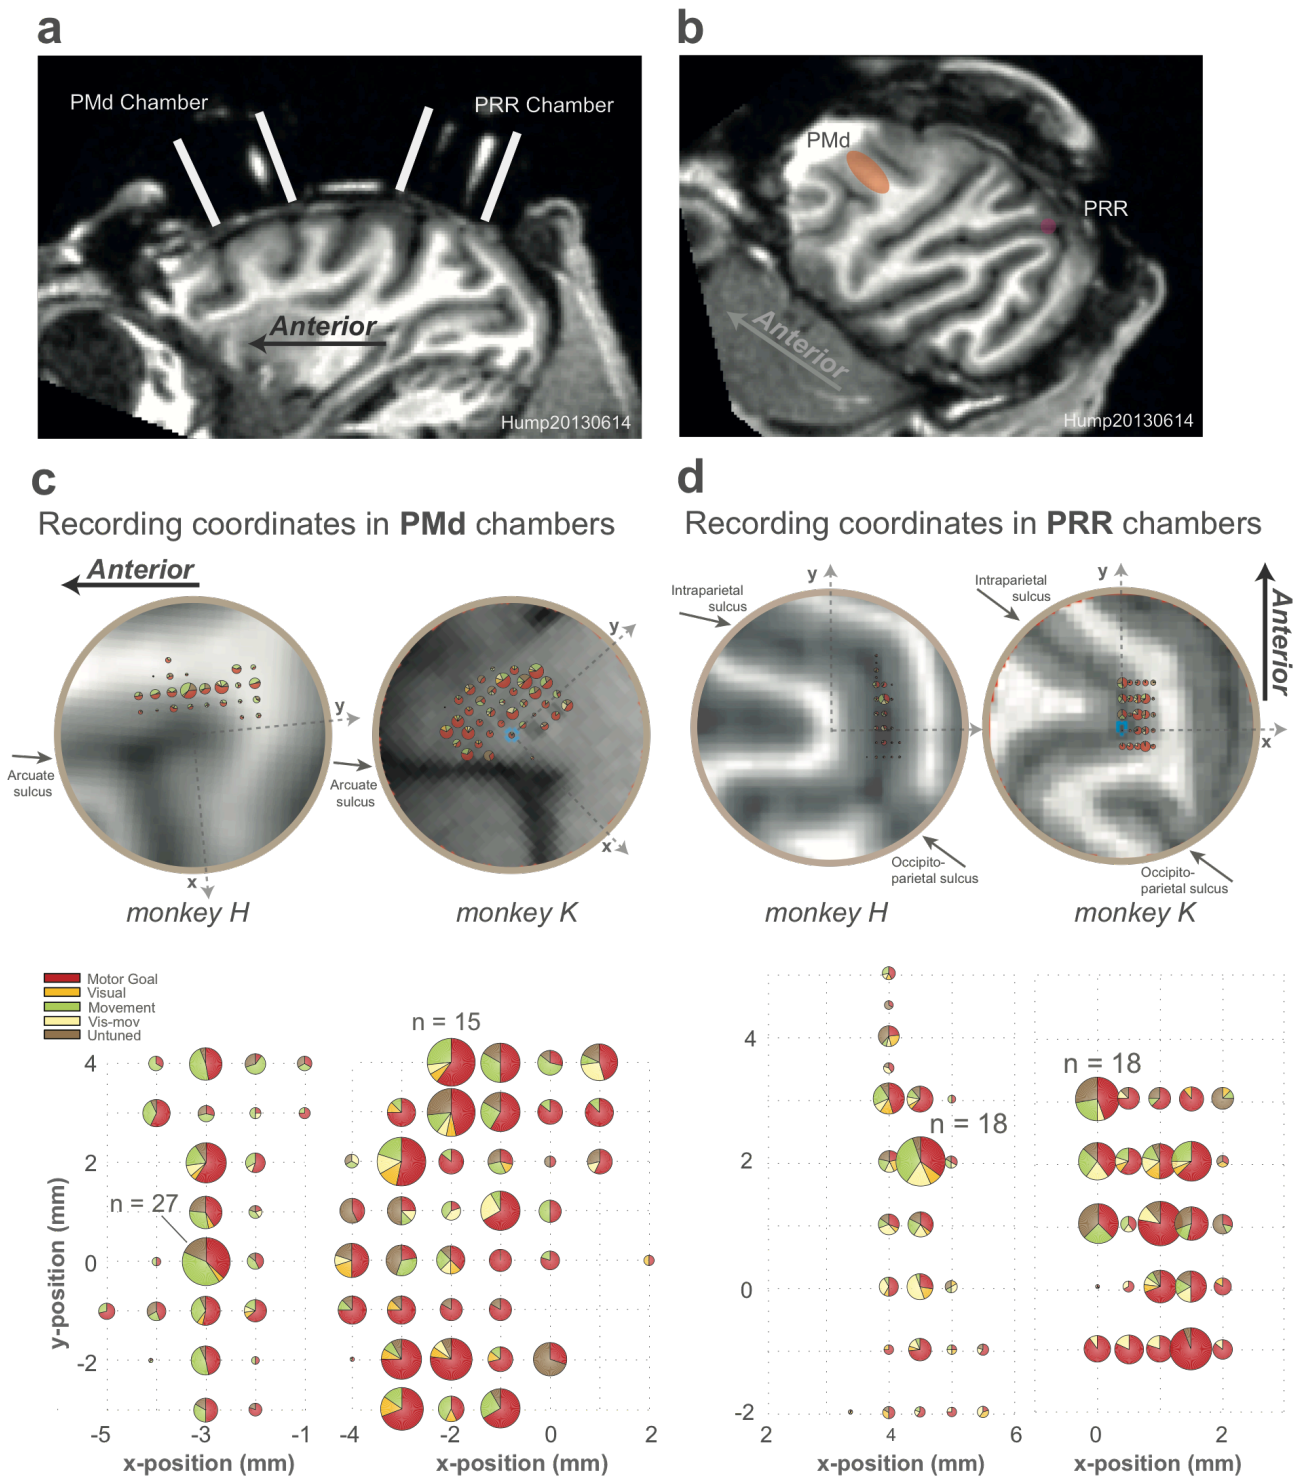 a
b
PMd Chamber
PRR Chamber
Anterior
Hump20130614
PMd
PRR
Anterior
Hump20130614
c
d
Recording coordinates in PMd chambers
Recording coordinates in PRR chambers
Anterior
y
y
Arcuate
sulcus
Arcuate
sulcus
x
x
monkey H
monkey K
Intraparietal
sulcus
y
Intraparietal
sulcus
y
Anterior
x
Occipito-
parietal sulcus
Occipito-
parietal sulcus
monkey H
monkey K
Motor Goal
Visual
Movement
Vis-mov
Untuned
n = 15
n = 27
4
2
0
-2
y-position (mm)
-5
-3
-1
x-position (mm)
-4
-2
0
2
x-position (mm)
n = 18
n = 18
4
2
0
-2
2
4
6
x-position (mm)
0
2
x-position (mm)